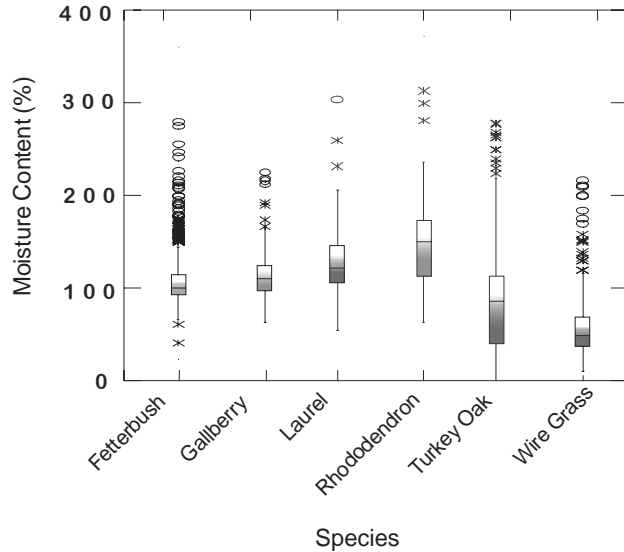 Moisture Content (%)
400
300
200
100
0
Fetterbush
Gallberry
Laurel
Rhododendron
Turkey Oak
Wire Grass
Species